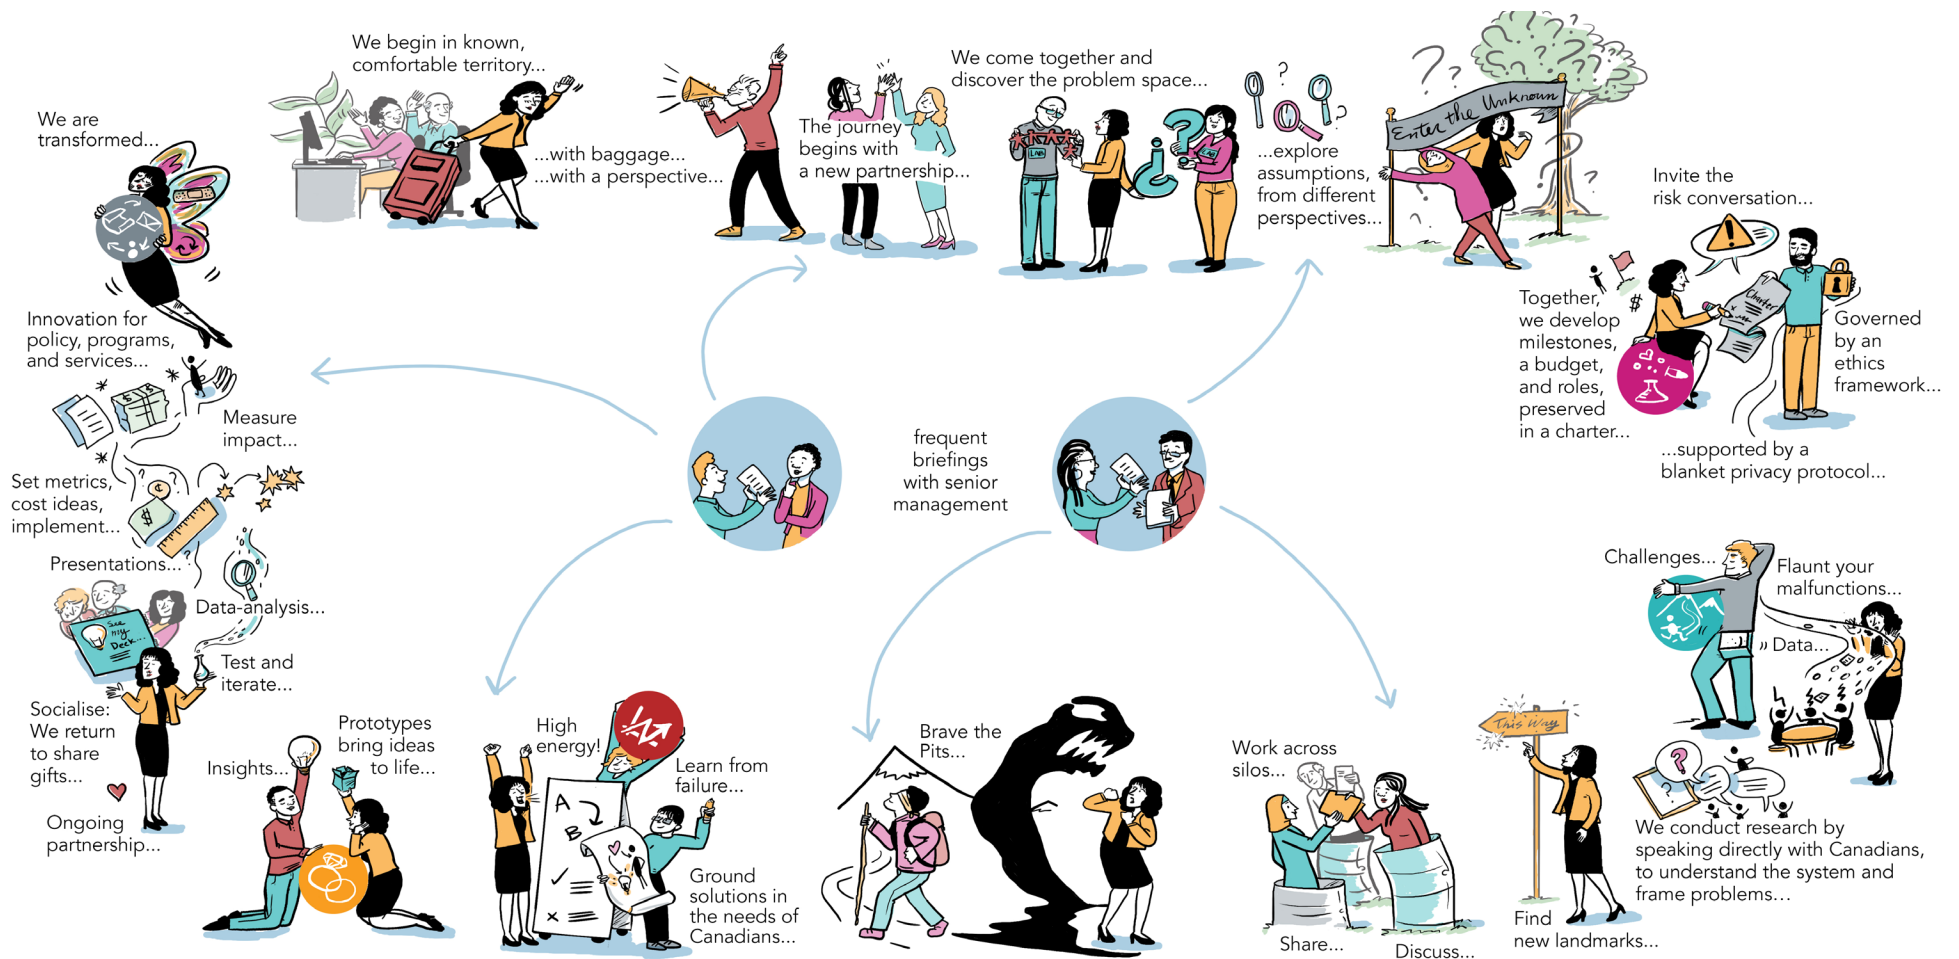 We begin in known,
comfortable territory...
...with baggage...
...with a perspective...
The journey
begins with
a new partnership...
We come together and
discover the problem space...
LAB
LAB
...explore
assumptions,
from different
perspectives...
Enter the Unknown
Invite the
risk conversation...
Charter
Together,
we develop
milestones,
a budget,
and roles,
preserved
in a charter...
Governed
by an
ethics
framework...
...supported by a
blanket privacy protocol...
frequent
briefings
with senior
management
Challenges...
Flaunt your
malfunctions...
Data...
We conduct research by
speaking directly with Canadians,
to understand the system and
frame problems...
This Way
Find
new landmarks...
Work across
silos...
Share...
Discuss...
Brave the
Pits...
High
energy!
A
B
Learn from
failure...
Ground
solutions in
the needs of
Canadians...
Prototypes
bring ideas
to life...
Insights...
Test and
iterate...
Data-analysis...
Presentations...
See
my
Deck...
Socialise:
We return
to share
gifts...
Ongoing
partnership...
Set metrics,
cost ideas,
implement...
Measure
impact...
Innovation for
policy, programs,
and services...
We are
transformed...